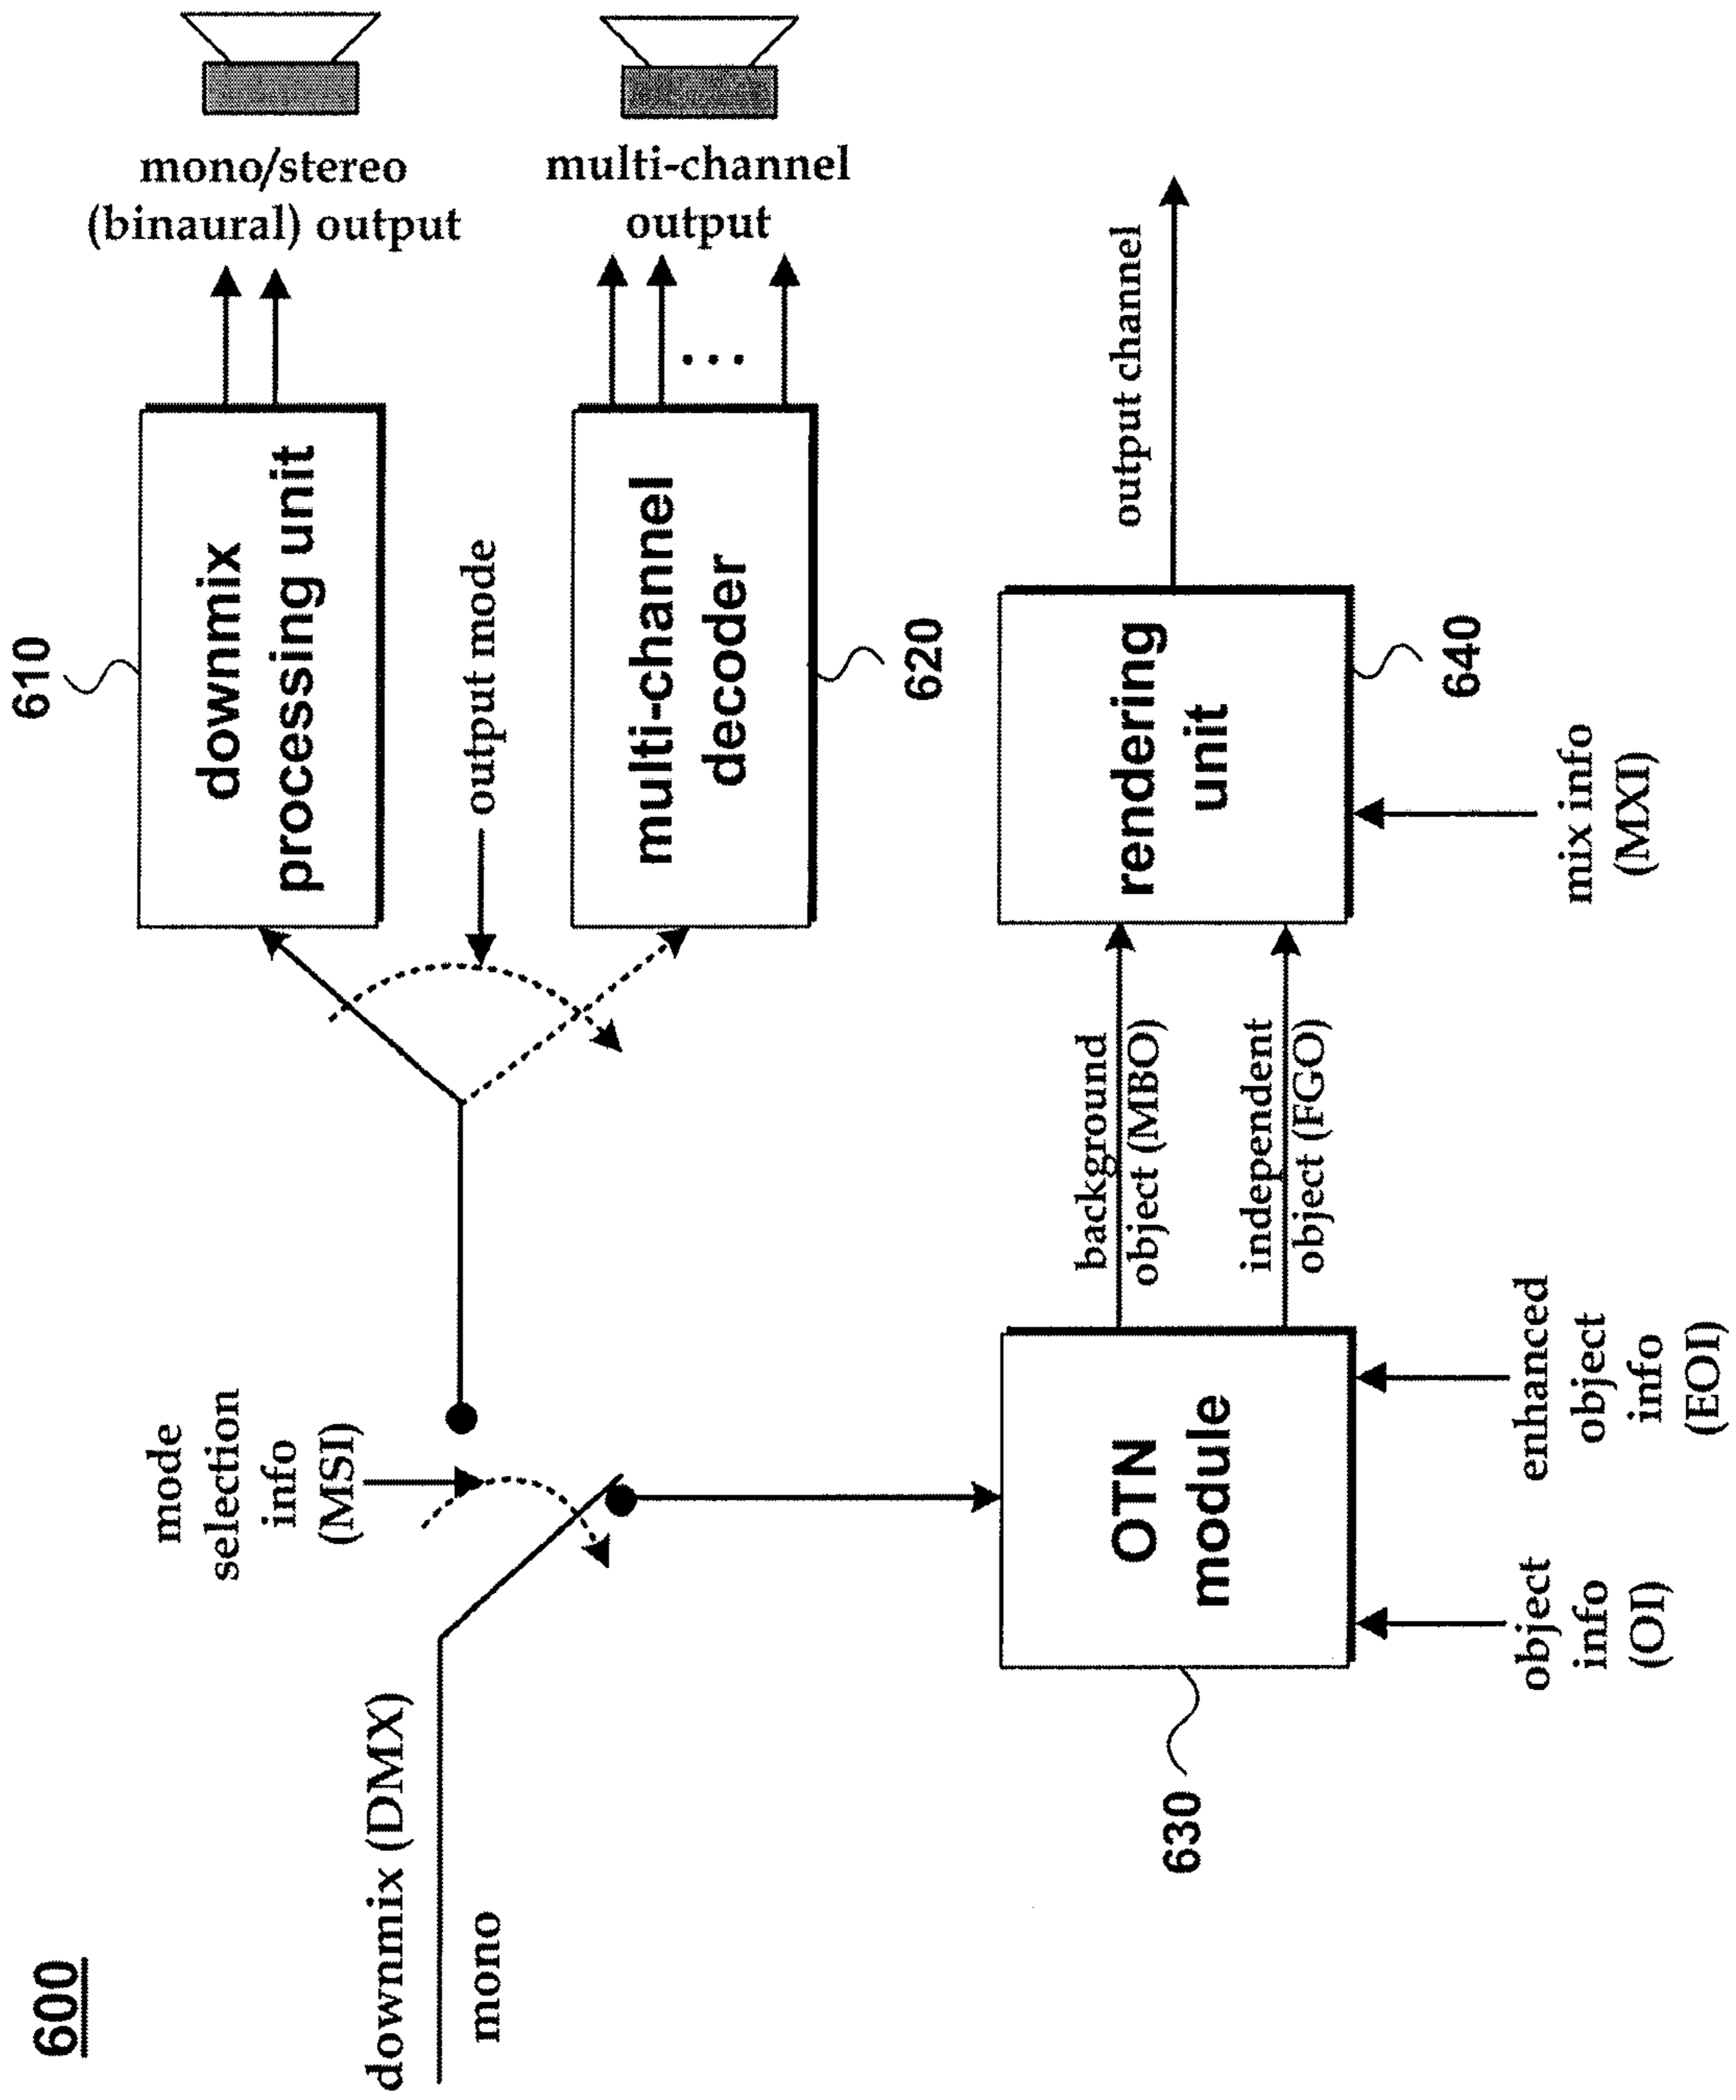 600
downmix (DMX)
mono
mode
selection
info
(MSI)
610
downmix
processing unit
mono/stereo
(binaural) output
output mode
multi-channel
decoder
620
multi-channel
output
...
OTN
module
630
object
info
(OI)
enhanced
object
info
(EOI)
background
object (MBO)
independent
object (FGO)
rendering
unit
640
mix info
(MXI)
output channel